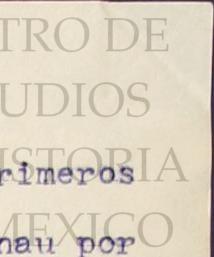 TRO DE
UDIOS
rimeros
ISTORIA
MEXICO
nau por